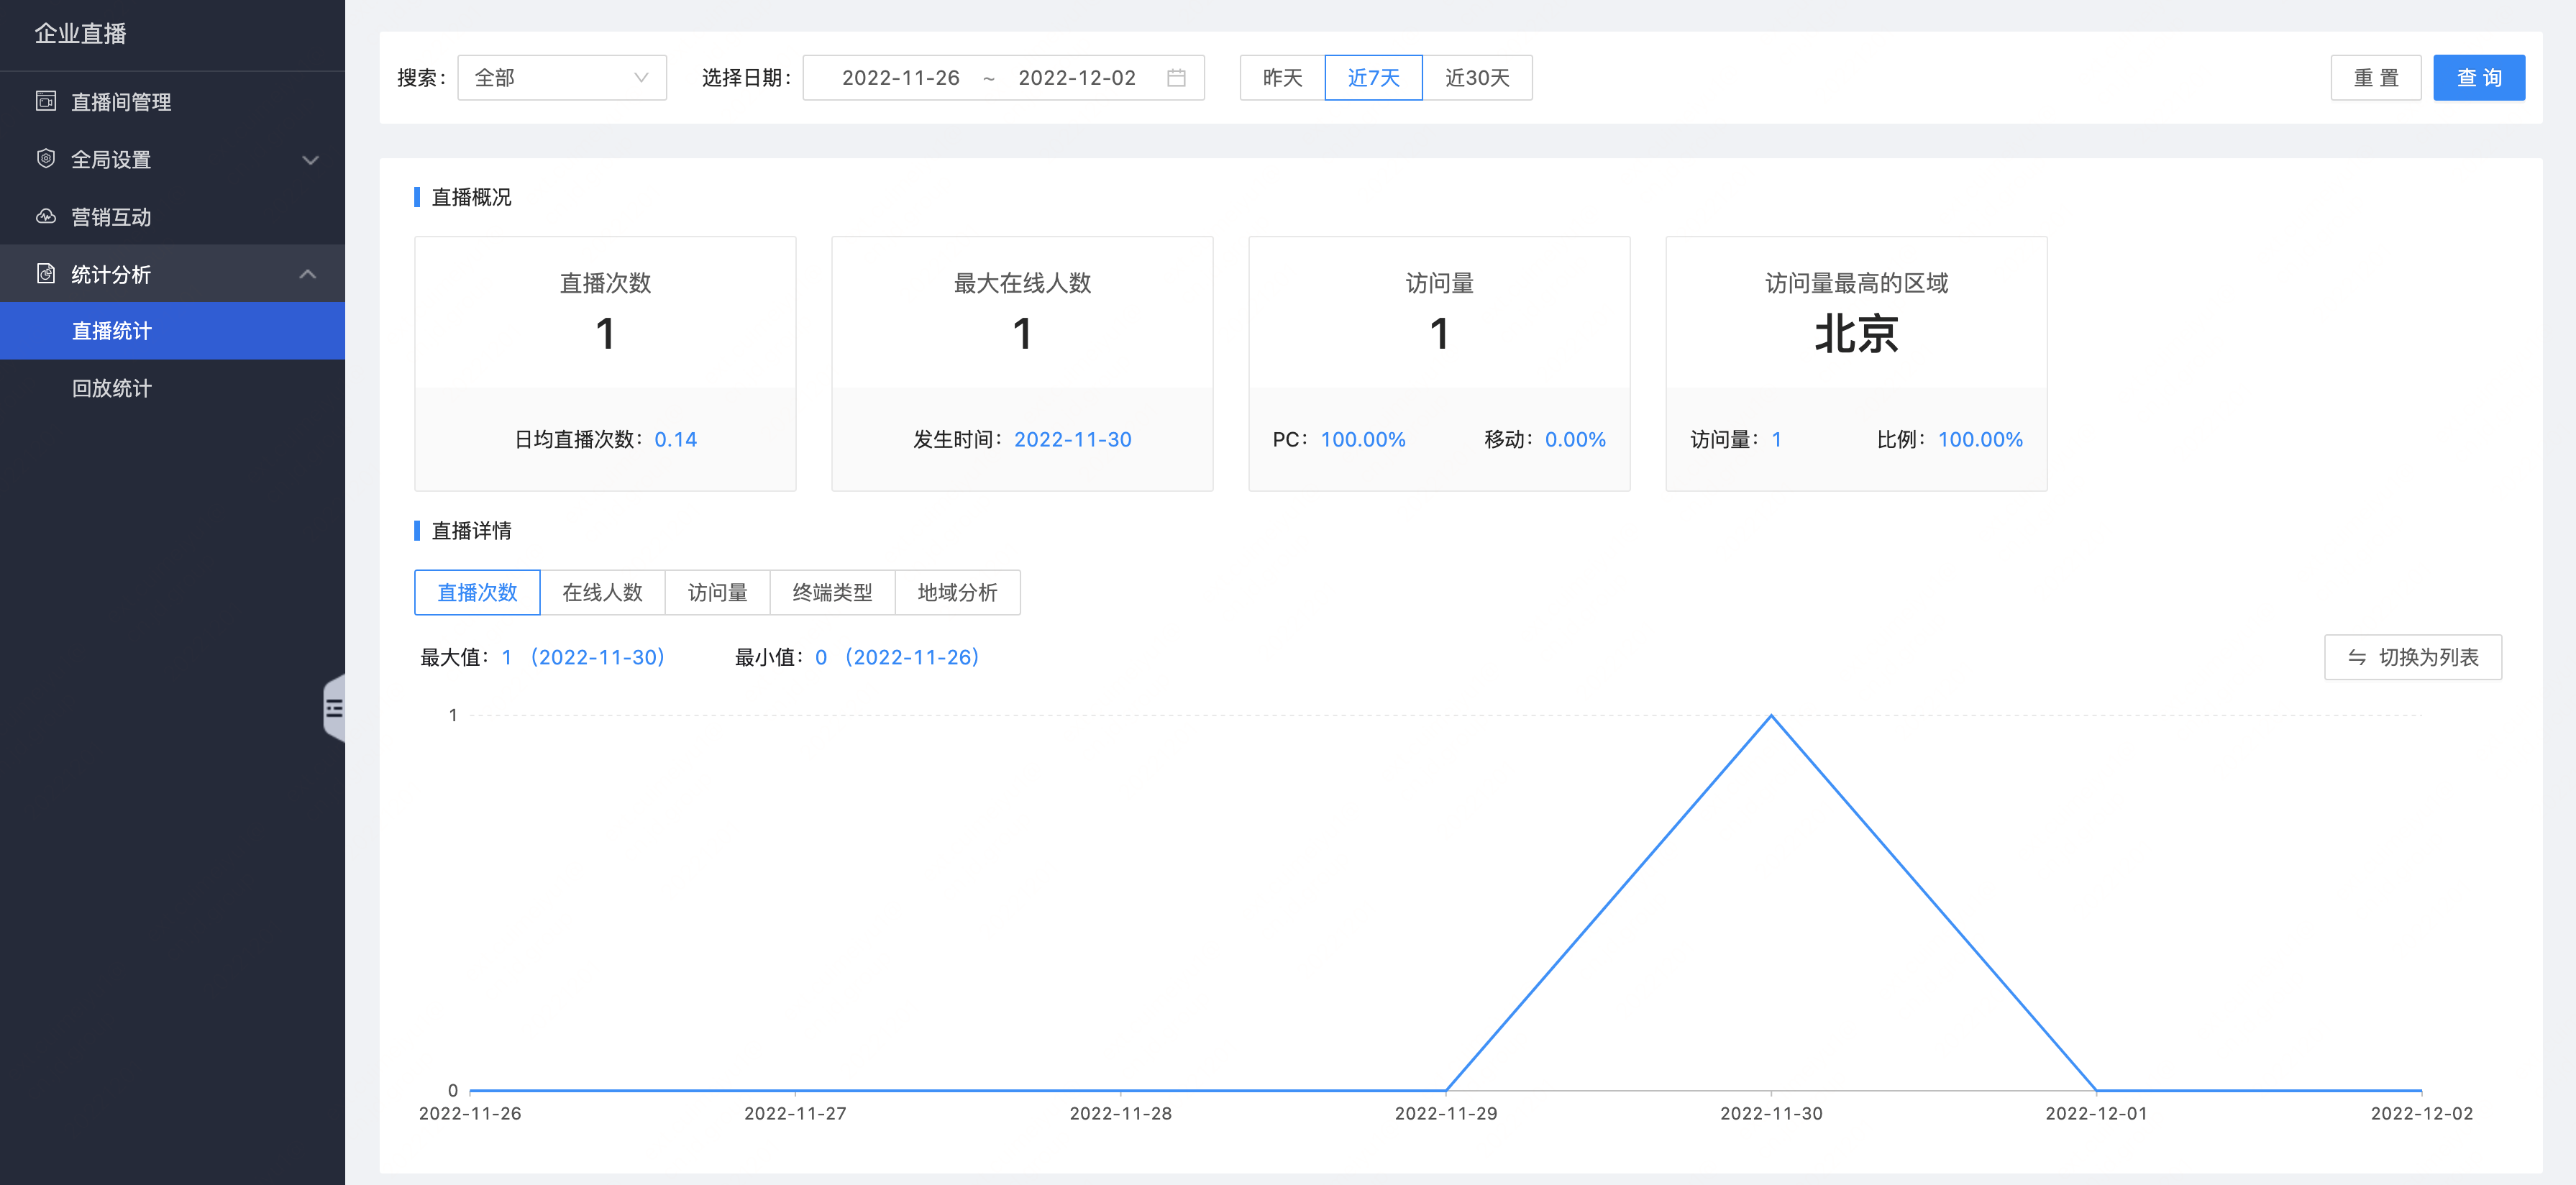 企业直播
直播间管理
全局设置
营销互动
统计分析
直播统计
回放统计
搜索： 全部 选择日期： 2022-11-26 ~ 2022-12-02 昨天 近7天 近30天 重 置 查 询
直播概况
直播次数
1
日均直播次数：0.14
最大在线人数
1
发生时间：2022-11-30
访问量
1
PC：100.00% 移动：0.00%
访问量最高的区域
北京
访问量：1 比例：100.00%
直播详情
直播次数 在线人数 访问量 终端类型 地域分析
最大值：1 （2022-11-30） 最小值：0 （2022-11-26） 切换为列表
1
0
2022-11-26 2022-11-27 2022-11-28 2022-11-29 2022-11-30 2022-12-01 2022-12-02